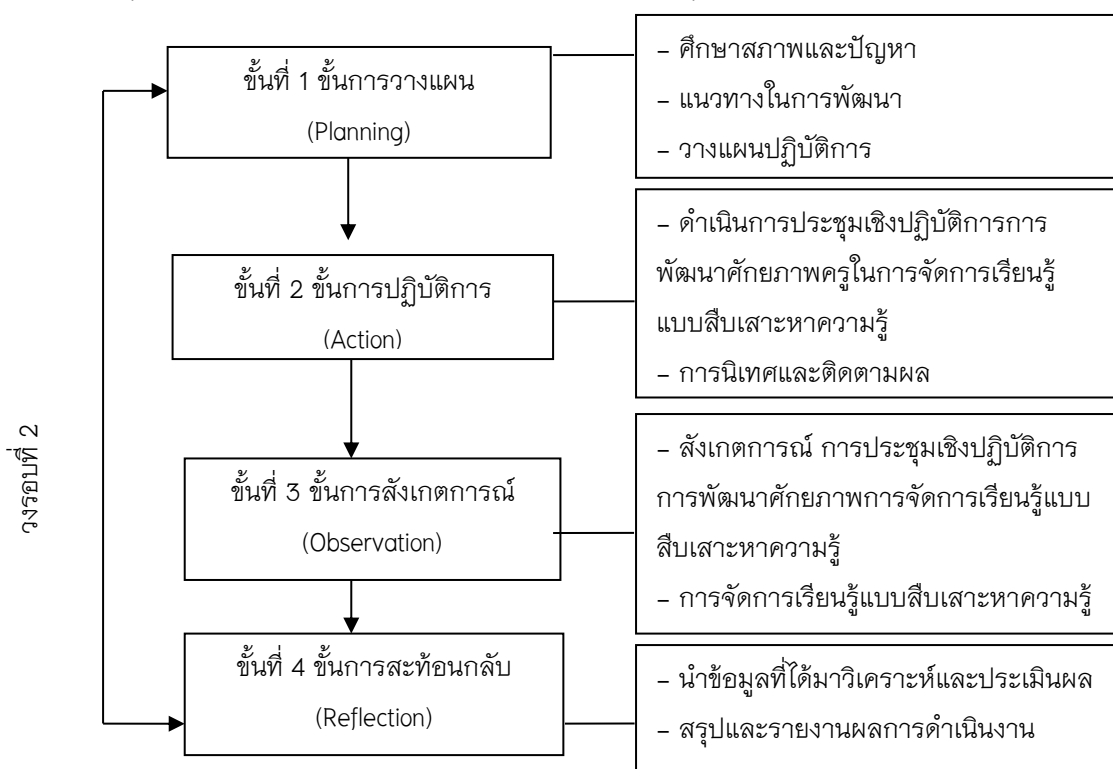 ขั้นที่ 1 ขั้นการวางแผน
(Planning)
- ศึกษาสภาพและปัญหา
- แนวทางในการพัฒนา
- วางแผนปฏิบัติการ
ขั้นที่ 2 ขั้นการปฏิบัติการ
(Action)
- ดำเนินการประชุมเชิงปฏิบัติการการ
พัฒนาศักยภาพครูในการจัดการเรียนรู้
แบบสืบเสาะหาความรู้
- การนิเทศและติดตามผล
วงรอบที่ 2
ขั้นที่ 3 ขั้นการสังเกตการณ์
(Observation)
- สังเกตการณ์ การประชุมเชิงปฏิบัติการ
การพัฒนาศักยภาพการจัดการเรียนรู้แบบ
สืบเสาะหาความรู้
- การจัดการเรียนรู้แบบสืบเสาะหาความรู้
ขั้นที่ 4 ขั้นการสะท้อนกลับ
(Reflection)
- นำข้อมูลที่ได้มาวิเคราะห์และประเมินผล
- สรุปและรายงานผลการดำเนินงาน